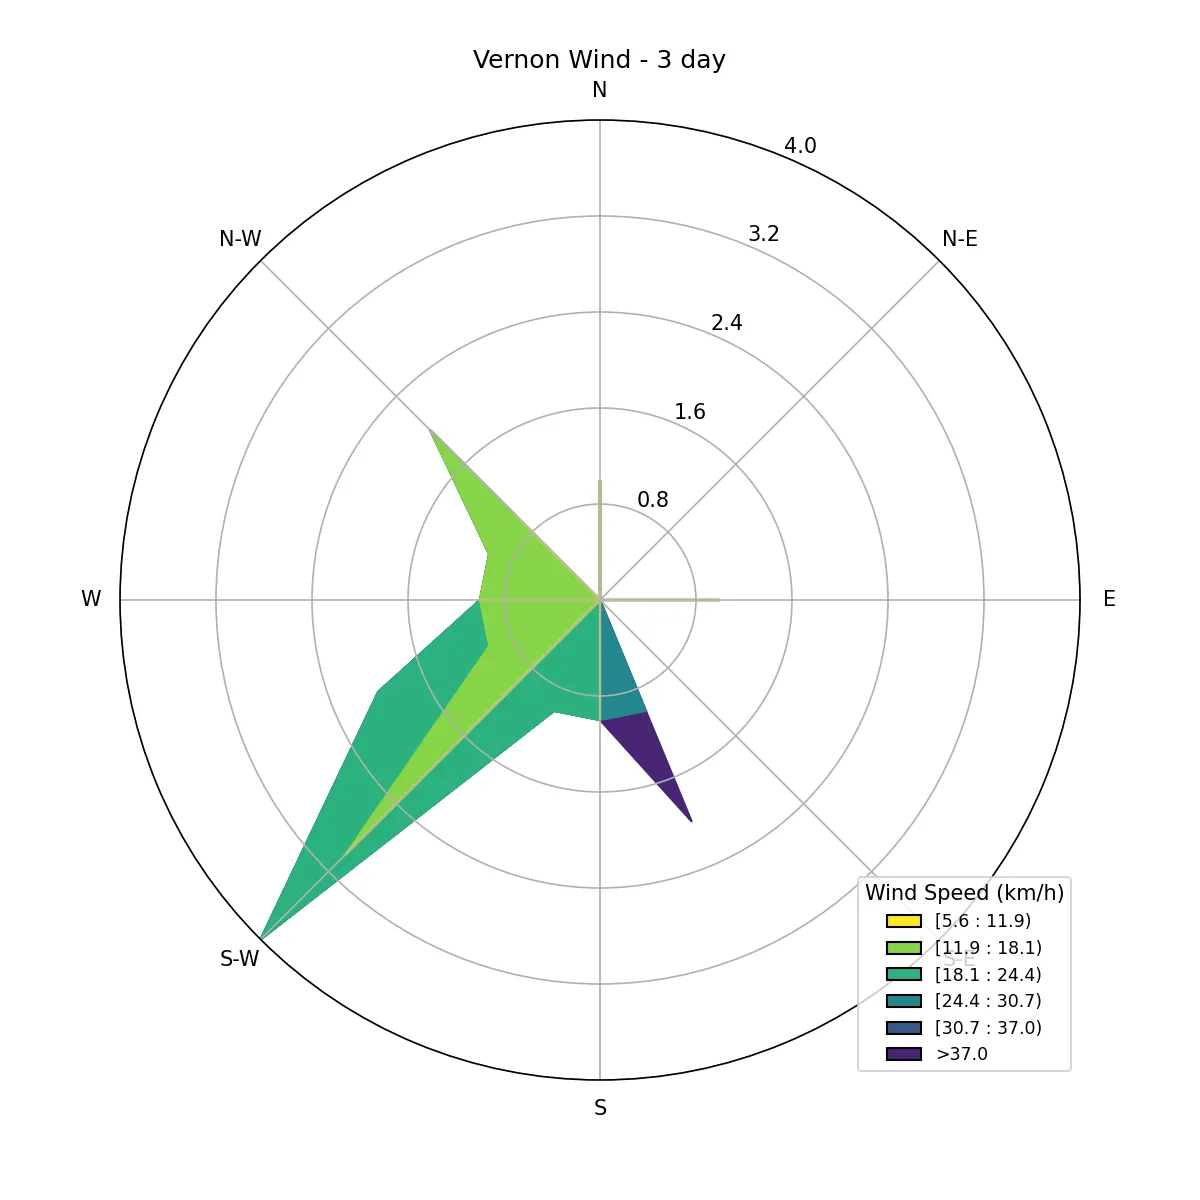 Vernon Wind - 3 day
N
4.0
N-W
N-E
3.2
2.4
1.6
0.8
W
E
S-W
S-E
S
Wind Speed (km/h)
[5.6 : 11.9)
[11.9 : 18.1)
[18.1 : 24.4)
[24.4 : 30.7)
[30.7 : 37.0)
>37.0